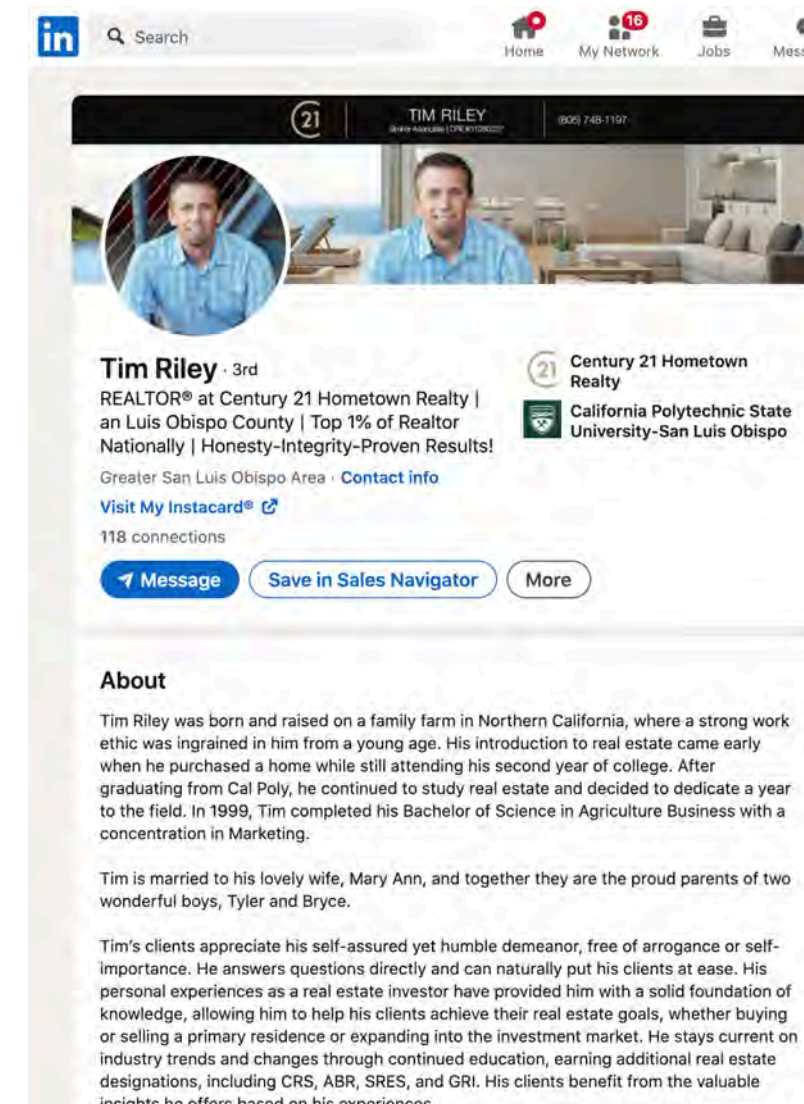 in
Search
Home
16
My Network
Jobs
Mess
21
TIM RILEY
(805) 748-1197
Tim Riley · 3rd
REALTOR® at Century 21 Hometown Realty |
an Luis Obispo County | Top 1% of Realtor
Nationally | Honesty-Integrity-Proven Results!
Greater San Luis Obispo Area · Contact info
Visit My Instacard®
118 connections
21
Century 21 Hometown
Realty
California Polytechnic State
University-San Luis Obispo
Message
Save in Sales Navigator
More
About
Tim Riley was born and raised on a family farm in Northern California, where a strong work
ethic was ingrained in him from a young age. His introduction to real estate came early
when he purchased a home while still attending his second year of college. After
graduating from Cal Poly, he continued to study real estate and decided to dedicate a year
to the field. In 1999, Tim completed his Bachelor of Science in Agriculture Business with a
concentration in Marketing.
Tim is married to his lovely wife, Mary Ann, and together they are the proud parents of two
wonderful boys, Tyler and Bryce.
Tim's clients appreciate his self-assured yet humble demeanor, free of arrogance or self-
importance. He answers questions directly and can naturally put his clients at ease. His
personal experiences as a real estate investor have provided him with a solid foundation of
knowledge, allowing him to help his clients achieve their real estate goals, whether buying
or selling a primary residence or expanding into the investment market. He stays current on
industry trends and changes through continued education, earning additional real estate
designations, including CRS, ABR, SRES, and GRI. His clients benefit from the valuable
insights he offers based on his experiences